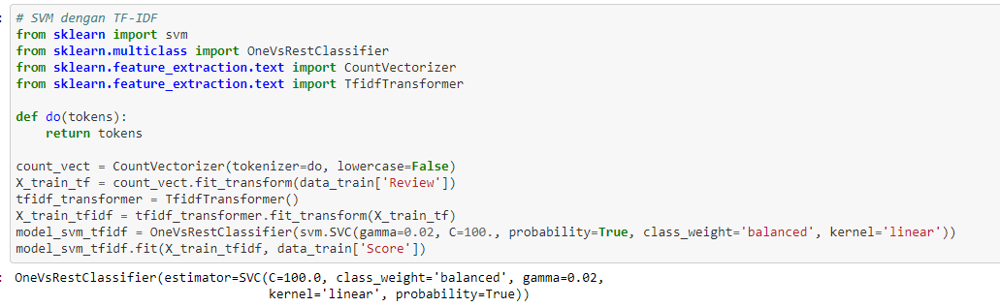 # SVM dengan TF-IDF
from sklearn import svm
from sklearn.multiclass import OneVsRestClassifier
from sklearn.feature_extraction.text import CountVectorizer
from sklearn.feature_extraction.text import TfidfTransformer

def do(tokens):
    return tokens

count_vect = CountVectorizer(tokenizer=do, lowercase=False)
X_train_tf = count_vect.fit_transform(data_train['Review'])
tfidf_transformer = TfidfTransformer()
X_train_tfidf = tfidf_transformer.fit_transform(X_train_tf)
model_svm_tfidf = OneVsRestClassifier(svm.SVC(gamma=0.02, C=100., probability=True, class_weight='balanced', kernel='linear'))
model_svm_tfidf.fit(X_train_tfidf, data_train['Score'])
OneVsRestClassifier(estimator=SVC(C=100.0, class_weight='balanced', gamma=0.02,
                                  kernel='linear', probability=True))